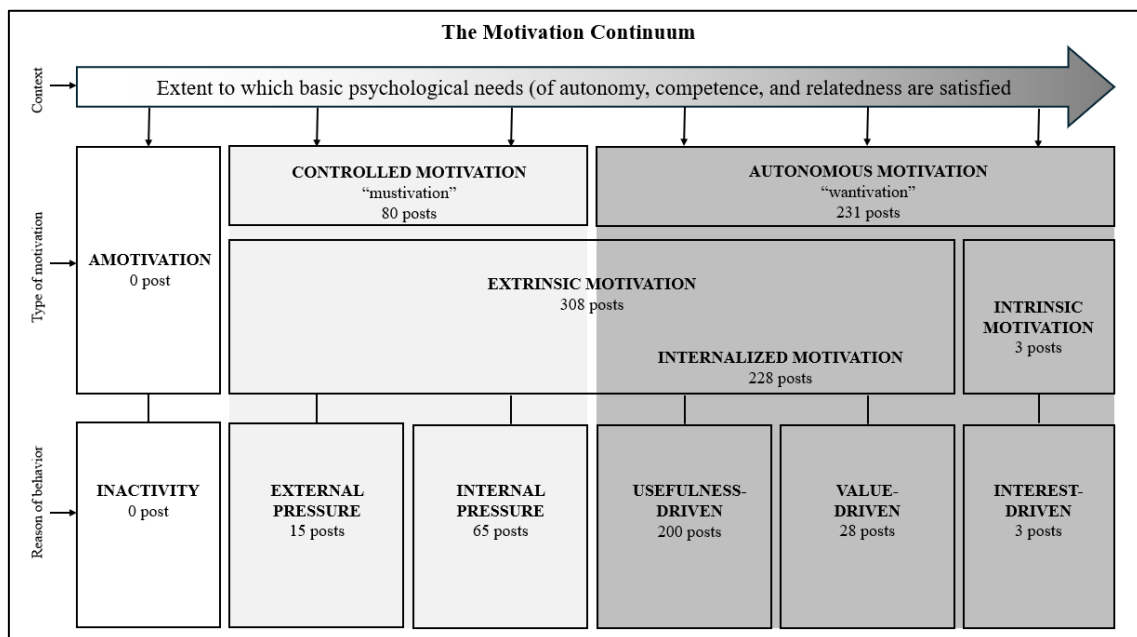 The Motivation Continuum
Context
Extent to which basic psychological needs (of autonomy, competence, and relatedness are satisfied
Type of motivation
AMOTIVATION
0 post
CONTROLLED MOTIVATION
“mustivation”
80 posts
AUTONOMOUS MOTIVATION
“wantivation”
231 posts
EXTRINSIC MOTIVATION
308 posts
INTERNALIZED MOTIVATION
228 posts
INTRINSIC
MOTIVATION
3 posts
Reason of behavior
INACTIVITY
0 post
EXTERNAL
PRESSURE
15 posts
INTERNAL
PRESSURE
65 posts
USEFULNESS-
DRIVEN
200 posts
VALUE-
DRIVEN
28 posts
INTEREST-
DRIVEN
3 posts